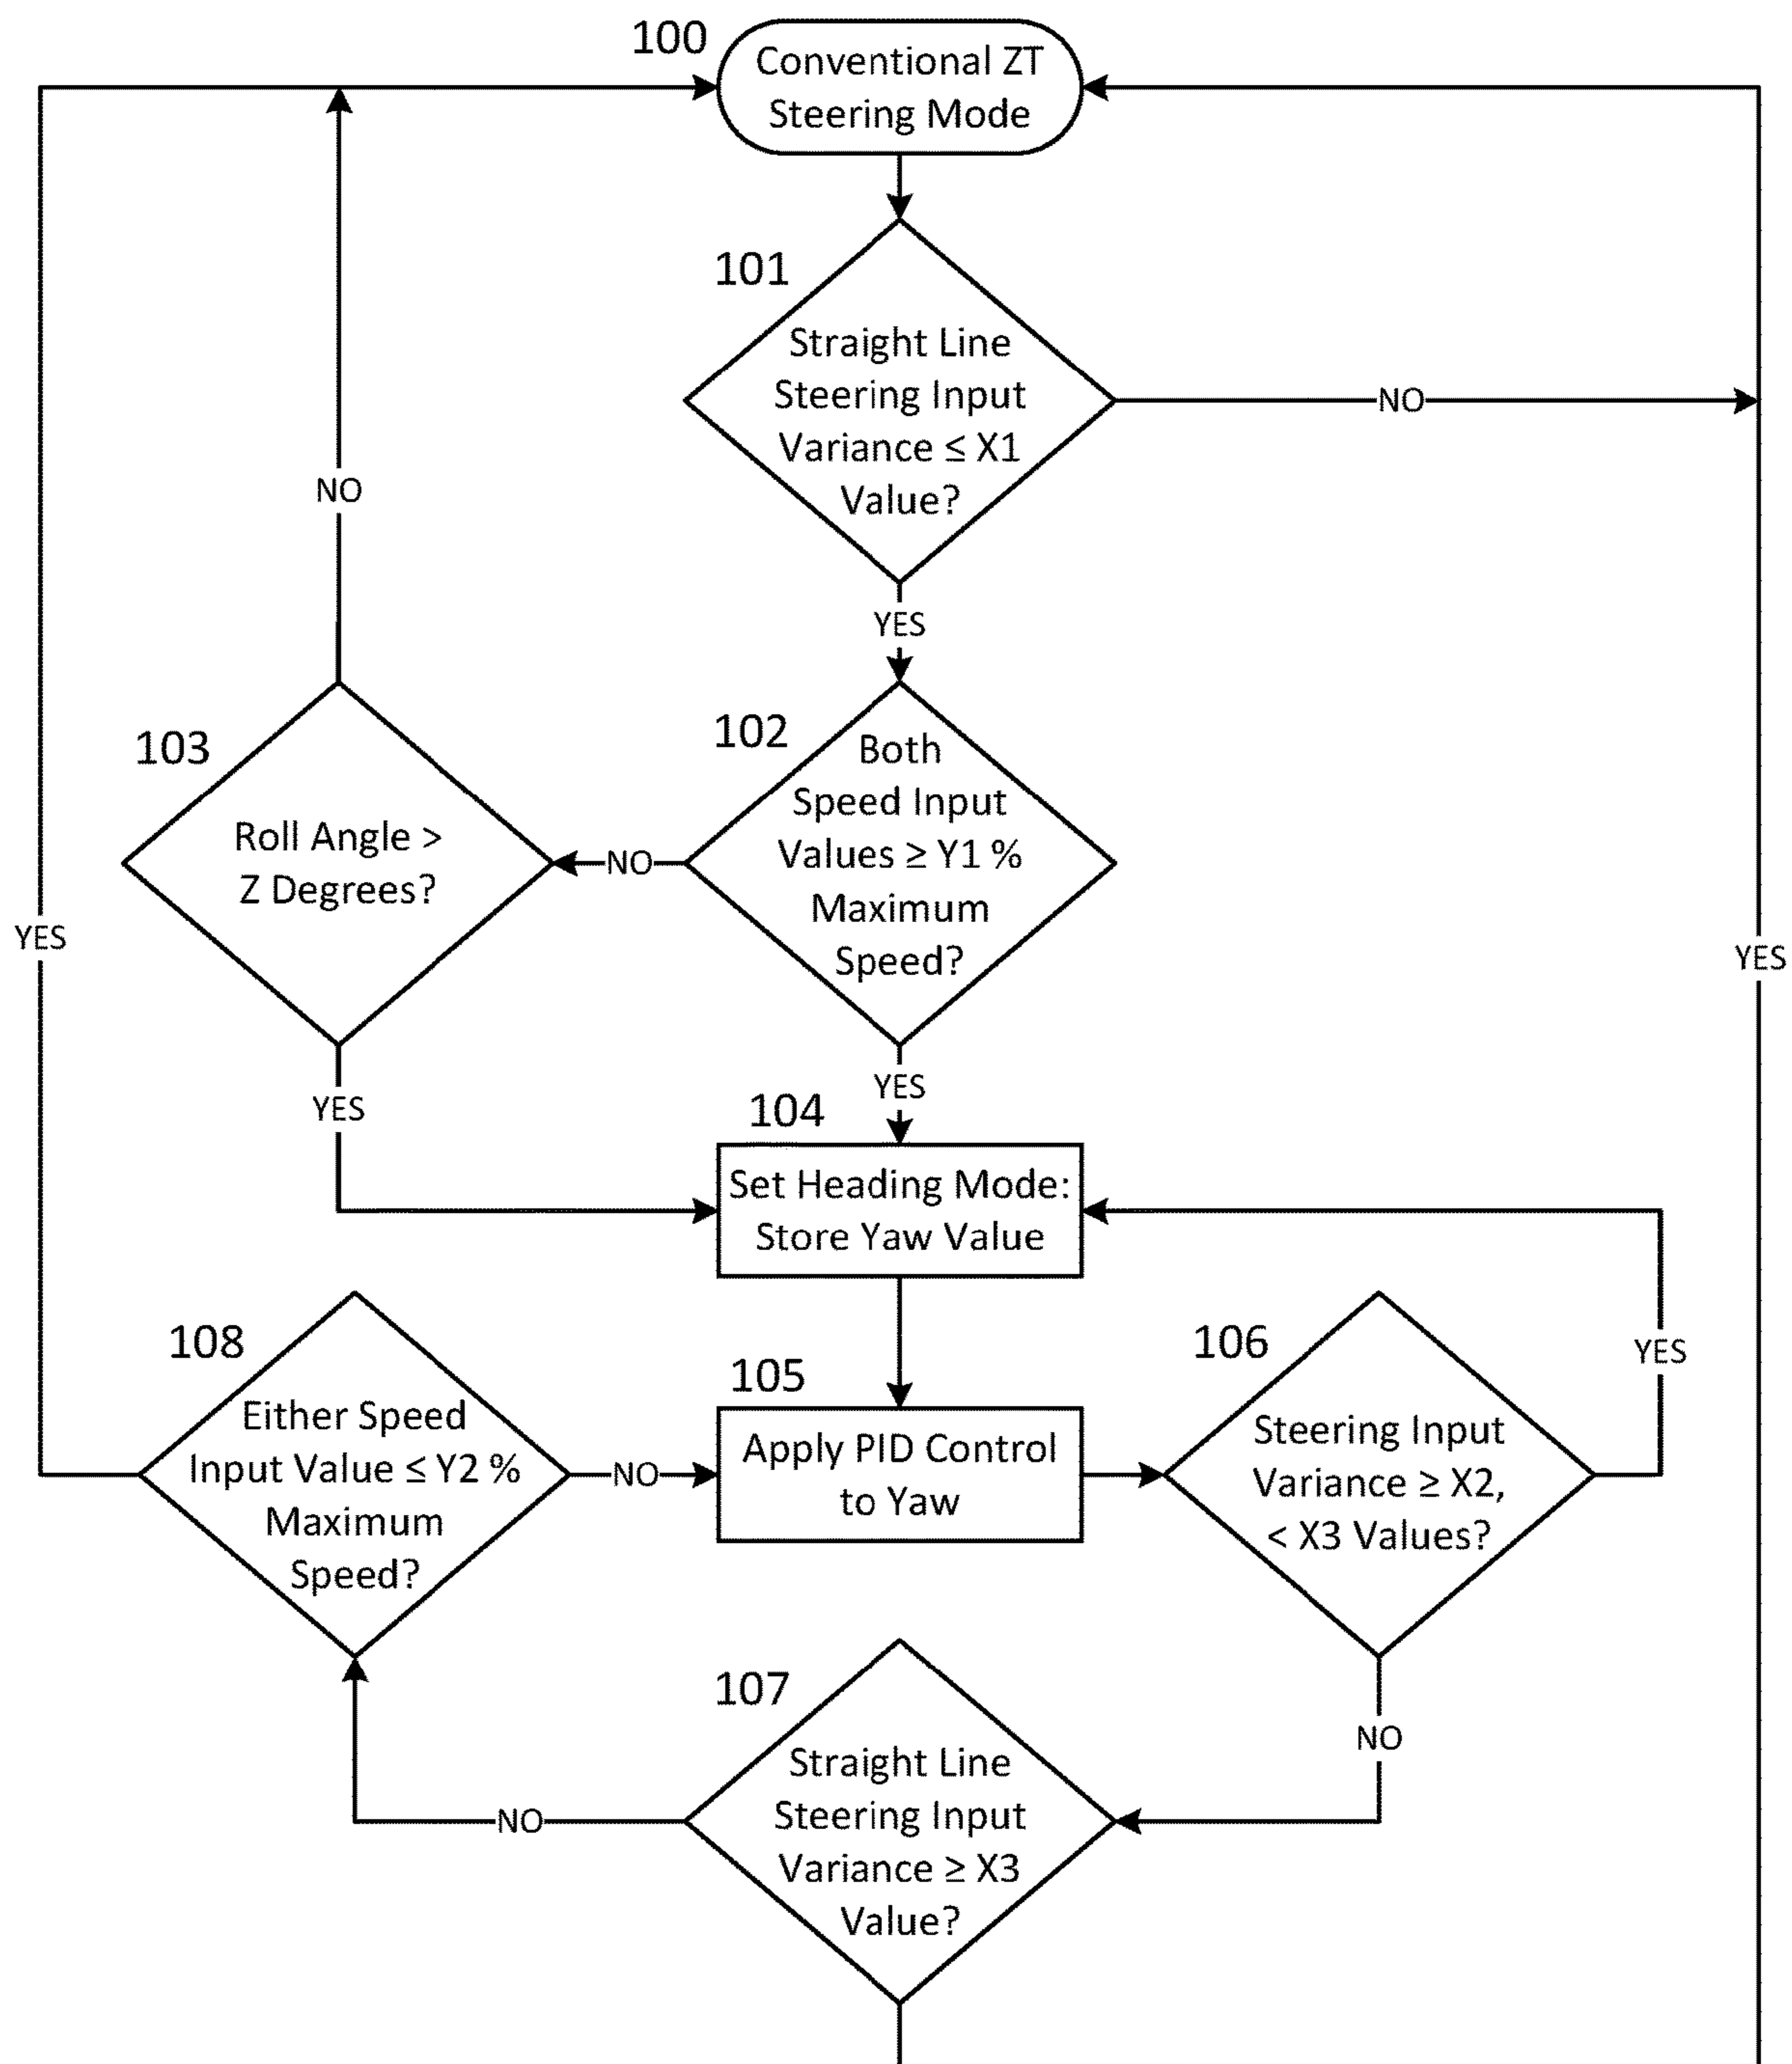 100
Conventional ZT
Steering Mode
101
Straight Line
Steering Input
Variance ≤ X1
Value?
NO
NO
YES
103
Roll Angle >
Z Degrees?
102
Both
Speed Input
Values ≥ Y1 %
Maximum
Speed?
NO
YES
YES
YES
YES
104
Set Heading Mode:
Store Yaw Value
108
Either Speed
Input Value ≤ Y2 %
Maximum
Speed?
NO
105
Apply PID Control
to Yaw
106
Steering Input
Variance ≥ X2,
< X3 Values?
YES
NO
107
Straight Line
Steering Input
Variance ≥ X3
Value?
NO